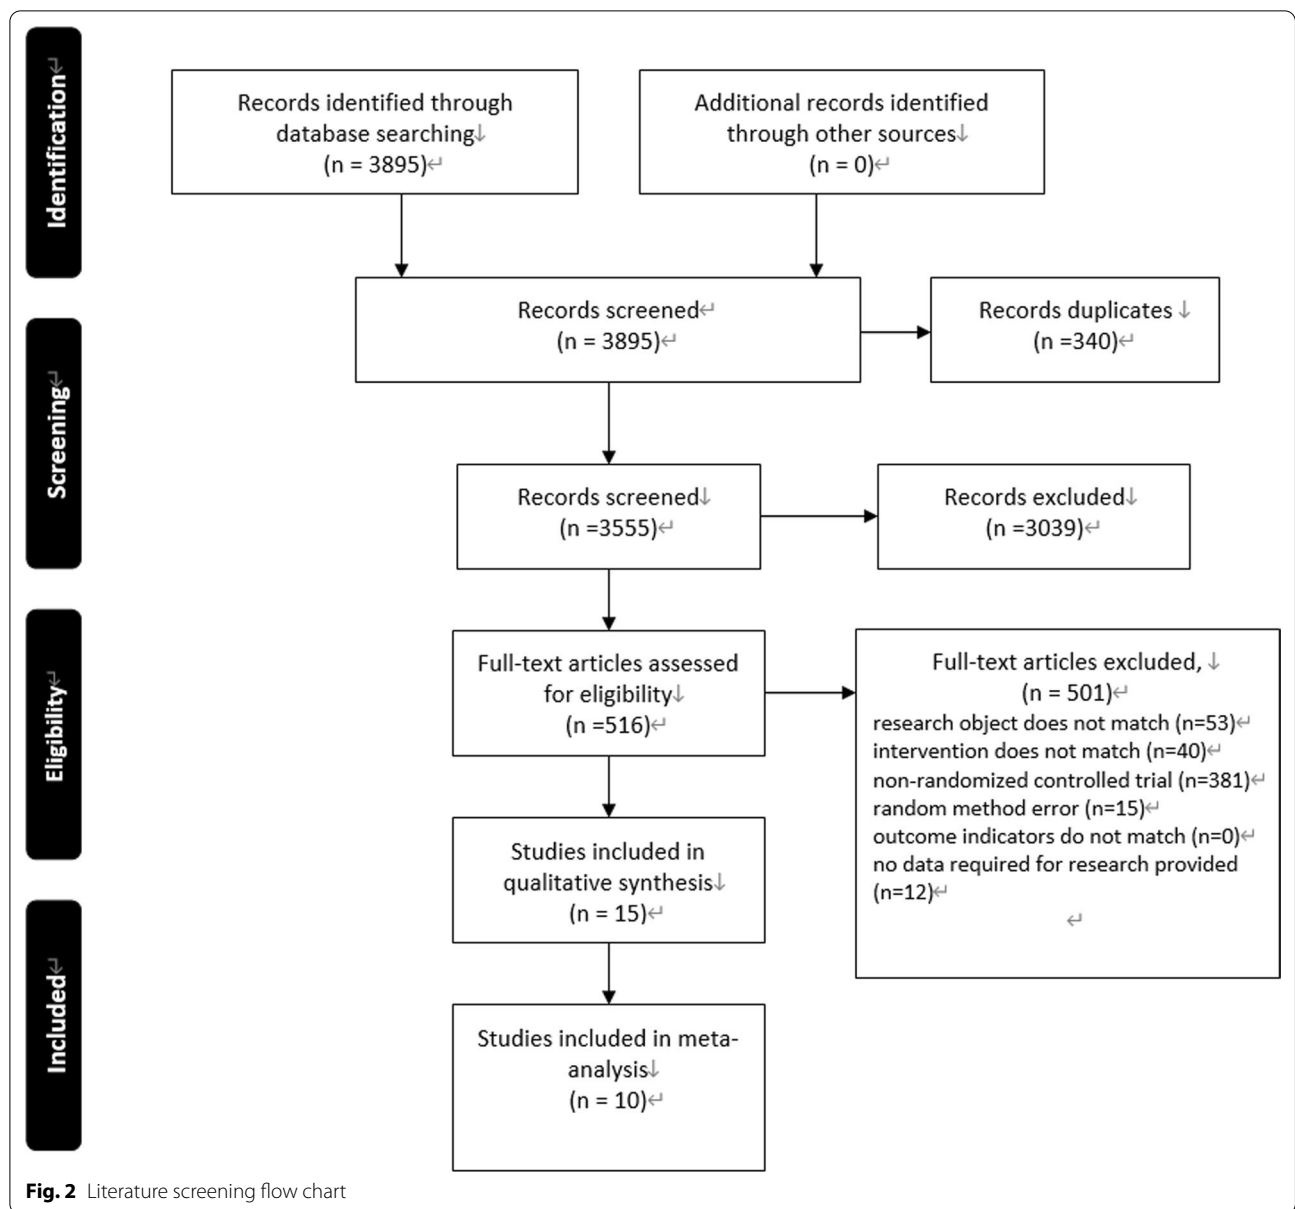 Identification↵
Records identified through
database searching↓
(n = 3895)↵
Additional records identified
through other sources↓
(n = 0)↵
Records screened↵
(n = 3895)↵
Records duplicates ↓
(n =340)↵
Screening↵
Records screened↓
(n =3555)↵
Records excluded↓
(n =3039)↵
Eligibility↵
Full-text articles assessed
for eligibility↓
(n =516)↵
Full-text articles excluded, ↓
(n = 501)↵
research object does not match (n=53)↵
intervention does not match (n=40)↵
non-randomized controlled trial (n=381)↵
random method error (n=15)↵
outcome indicators do not match (n=0)↵
no data required for research provided
(n=12)↵
↵
Studies included in
qualitative synthesis↓
(n = 15)↵
Included↵
Studies included in meta-
analysis↓
(n = 10)↵
Fig. 2 Literature screening flow chart